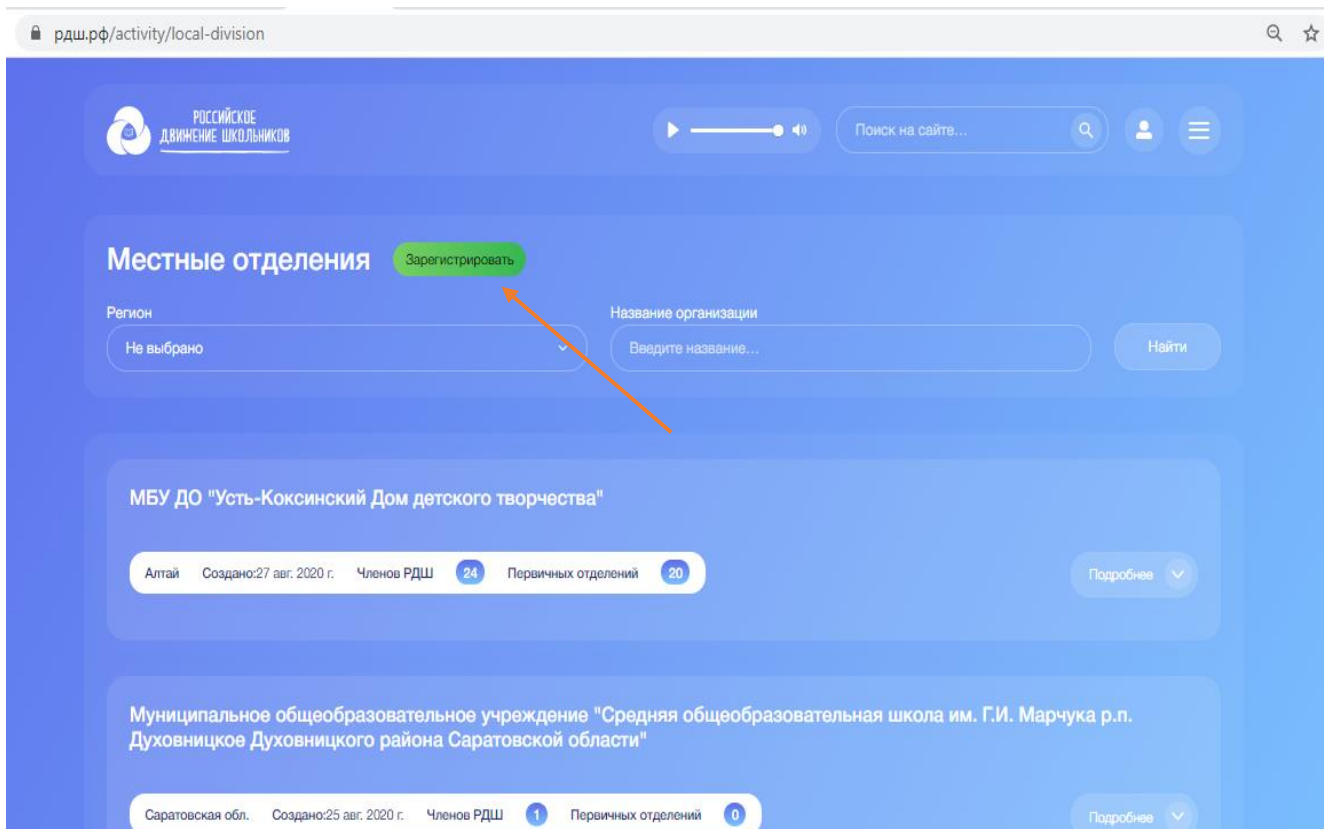 рдш.рф/activity/local-division
РОССИЙСКОЕ
ДВИЖЕНИЕ ШКОЛЬНИКОВ
Поиск на сайте...
Местные отделения
Зарегистрировать
Регион
Название организации
Не выбрано
Введите название...
Найти
МБУ ДО "Усть-Коксинский Дом детского творчества"
Алтай Создано:27 авг. 2020 г. Членов РДШ 24 Первичных отделений 20
Подробнее
Муниципальное общеобразовательное учреждение "Средняя общеобразовательная школа им. Г.И. Марчука р.п.
Духовницкое Духовницкого района Саратовской области"
Саратовская обл. Создано:25 авг. 2020 г. Членов РДШ 1 Первичных отделений 0
Подробнее